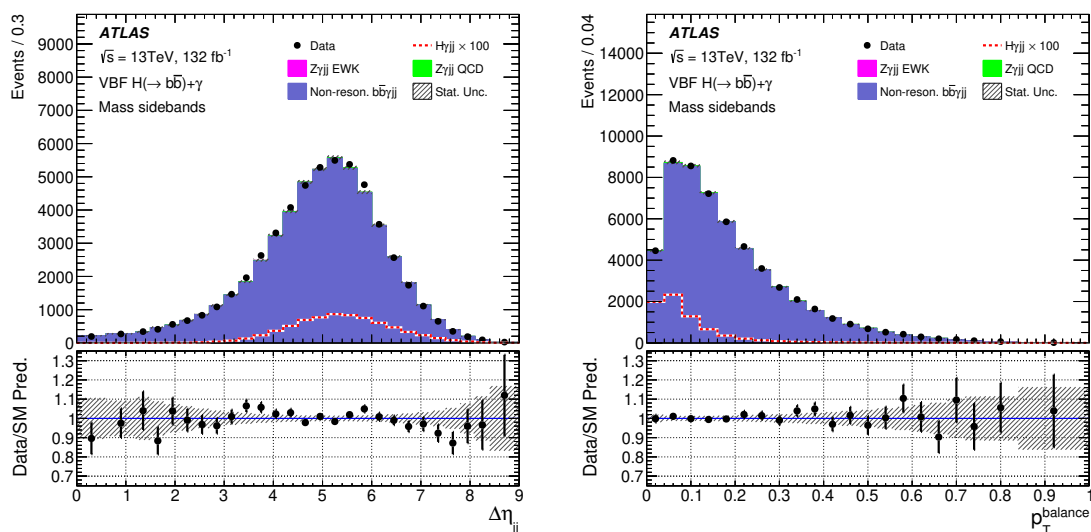 Events / 0.3
9000
8000
7000
6000
5000
4000
3000
2000
1000
0
ATLAS
√s = 13TeV, 132 fb⁻¹
VBF H(→ bb̄)+γ
Mass sidebands
Data
Hγjj × 100
Zγjj EWK
Zγjj QCD
Non-reson. bb̄γjj
Stat. Unc.
Data/SM Pred.
1.3
1.2
1.1
1
0.9
0.8
0.7
0 1 2 3 4 5 6 7 8 9
Δη_jj
Events / 0.04
14000
12000
10000
8000
6000
4000
2000
0
ATLAS
√s = 13TeV, 132 fb⁻¹
VBF H(→ bb̄)+γ
Mass sidebands
Data
Hγjj × 100
Zγjj EWK
Zγjj QCD
Non-reson. bb̄γjj
Stat. Unc.
Data/SM Pred.
1.3
1.2
1.1
1
0.9
0.8
0.7
0 0.1 0.2 0.3 0.4 0.5 0.6 0.7 0.8 0.9 1
p_T^balance